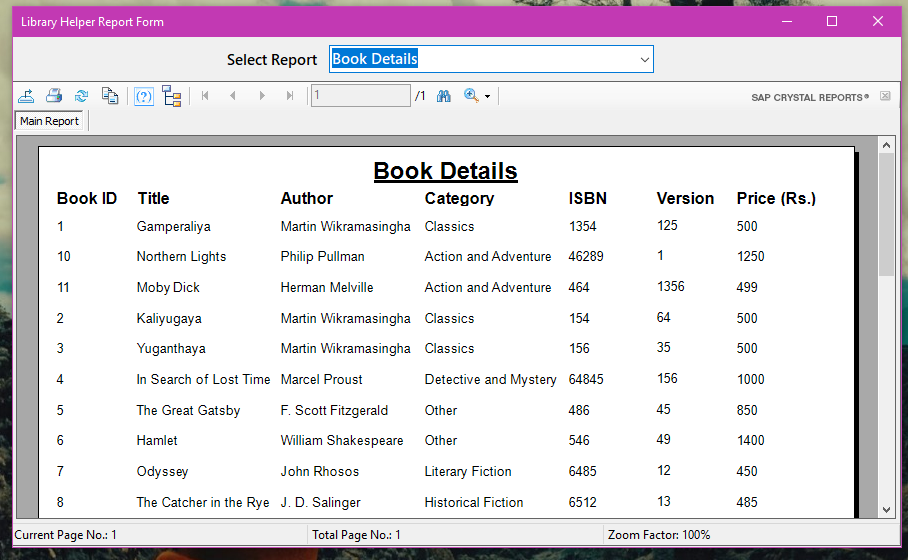 Library Helper Report Form
Select Report Book Details
1 /1 SAP CRYSTAL REPORTS®
Main Report
Book Details
Book ID Title Author Category ISBN Version Price (Rs.)
1 Gamperaliya Martin Wikramasingha Classics 1354 125 500
10 Northern Lights Philip Pullman Action and Adventure 46289 1 1250
11 Moby Dick Herman Melville Action and Adventure 464 1356 499
2 Kaliyugaya Martin Wikramasingha Classics 154 64 500
3 Yuganthaya Martin Wikramasingha Classics 156 35 500
4 In Search of Lost Time Marcel Proust Detective and Mystery 64845 156 1000
5 The Great Gatsby F. Scott Fitzgerald Other 486 45 850
6 Hamlet William Shakespeare Other 546 49 1400
7 Odyssey John Rhosos Literary Fiction 6485 12 450
8 The Catcher in the Rye J. D. Salinger Historical Fiction 6512 13 485
Current Page No.: 1 Total Page No.: 1 Zoom Factor: 100%